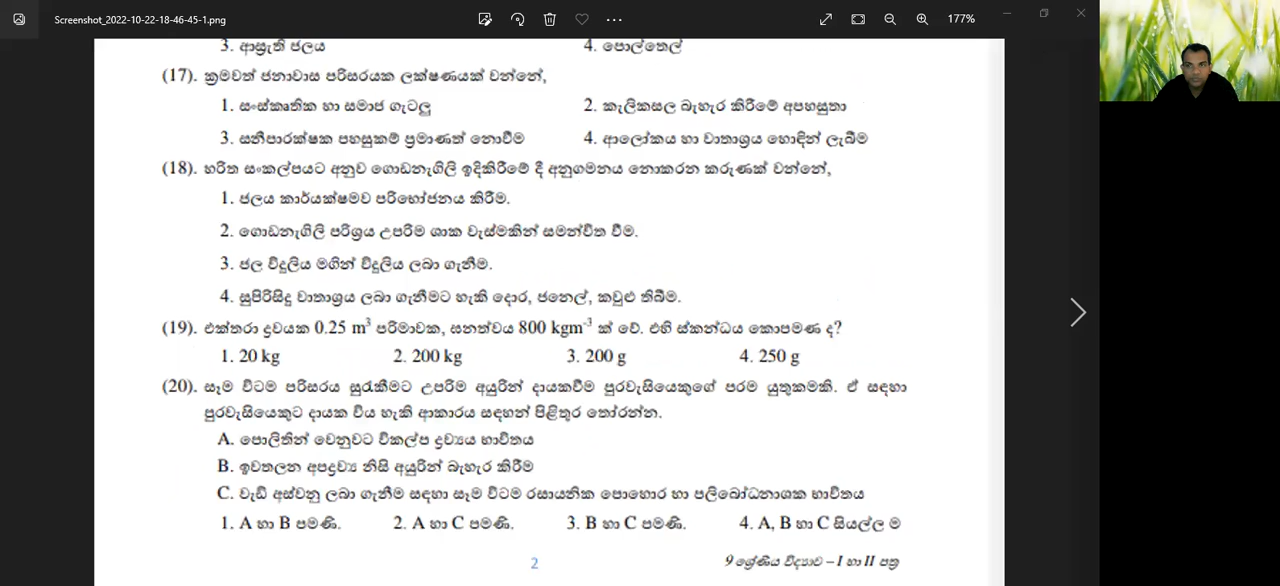 Screenshot_2022-10-22-18-46-45-1.png
177%
3. ආශ්‍රැති ජලය 4. පොල්තෙල්
(17). ක්‍රමවත් ජනාවාස පරිසරයක ලක්ෂණයක් වන්නේ,
1. සංස්කෘතික හා සමාජ ගැටලු 2. කැලිකසල බැහැර කිරීමේ අපහසුතා
3. සනීපාරක්ෂක පහසුකම් ප්‍රමාණත් නොවීම 4. ආලෝකය හා වාතාශ්‍රය හොඳින් ලැබීම
(18). හරිත සංකල්පයට අනුව ගොඩනැගිලි ඉදිකිරීමේ දී අනුගමනය නොකරන කරුණක් වන්නේ,
1. ජලය කාර්යක්ෂමව පරිභෝජනය කිරීම.
2. ගොඩනැගිලි පරිශ්‍රය උපරිම ශාක වැස්මකින් සමන්විත වීම.
3. ජල විදුලිය මගින් විදුලිය ලබා ගැනීම.
4. සුපිරිසිදු වාතාශ්‍රය ලබා ගැනීමට හැකි දොර, ජනෙල්, කවුළු තිබීම.
(19). එක්තරා ද්‍රවයක 0.25 m³ පරිමාවක, ඝනත්වය 800 kgm⁻³ ක් වේ. එහි ස්කන්ධය කොපමණ ද?
1. 20 kg 2. 200 kg 3. 200 g 4. 250 g
(20). සෑම විටම පරිසරය සුරැකීමට උපරිම අයුරින් දායකවීම පුරවැසියෙකුගේ පරම යුතුකමකි. ඒ සඳහා
පුරවැසියෙකුට දායක විය හැකි ආකාරය සඳහන් පිළිතුර තෝරන්න.
A. පොලිතින් වෙනුවට විකල්ප ද්‍රව්‍යය භාවිතය
B. ඉවතලන අපද්‍රව්‍ය නිසි අයුරින් බැහැර කිරීම
C. වැඩි අස්වනු ලබා ගැනීම සඳහා සෑම විටම රසායනික පොහොර හා පලිබෝධනාශක භාවිතය
1. A හා B පමණි. 2. A හා C පමණි. 3. B හා C පමණි. 4. A, B හා C සියල්ල ම
2 9 ශ්‍රේණිය විද්‍යාව – I හා II පත්‍ර